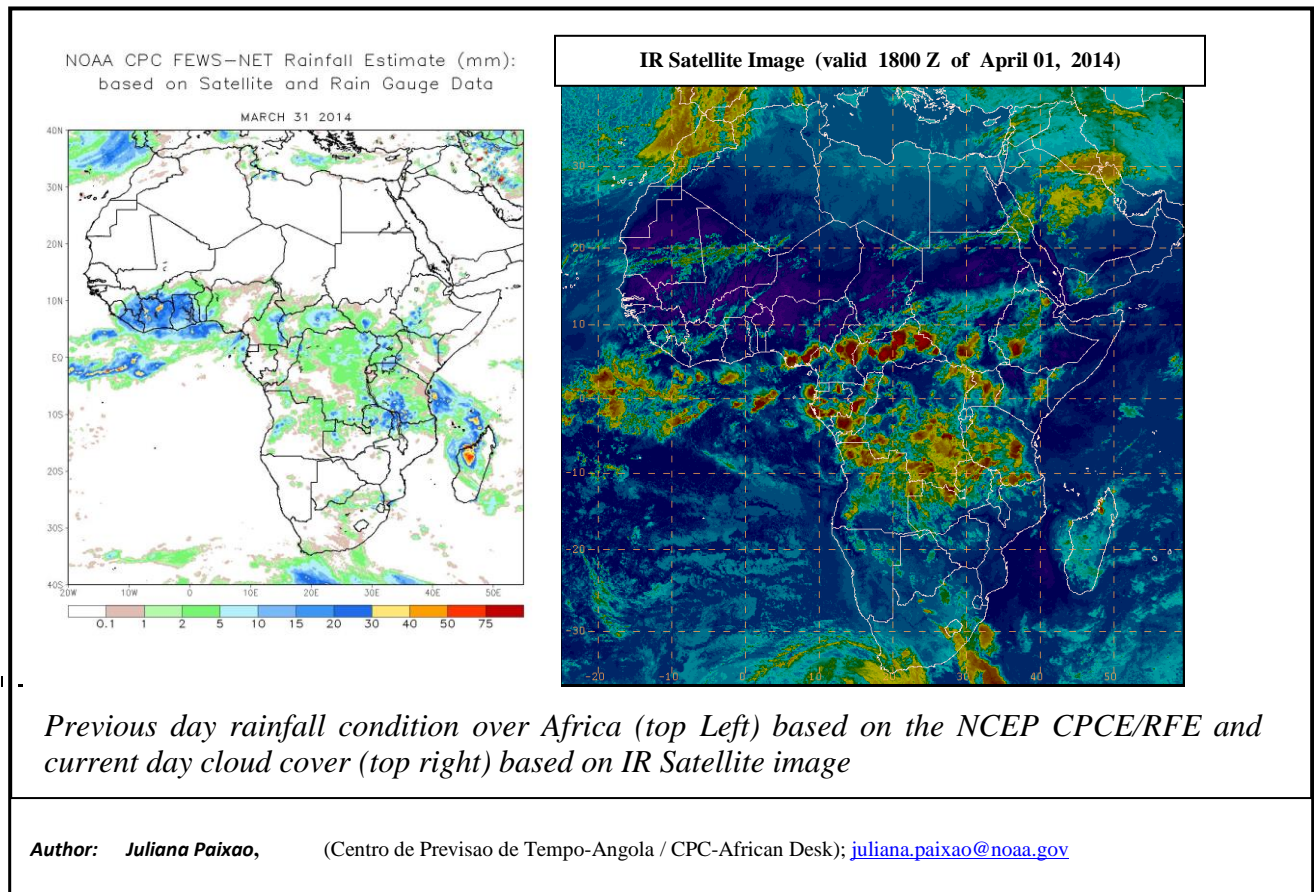 NOAA CPC FEWS-NET Rainfall Estimate (mm):
based on Satellite and Rain Gauge Data
MARCH 31 2014
40N
30N
20N
10N
EQ
10S
20S
30S
40S
20W 10W 0 10E 20E 30E 40E 50E
0.1 1 2 5 10 15 20 30 40 50 75
IR Satellite Image (valid 1800 Z of April 01, 2014)
30
20
10
0
-10
-20
-30
-20 -10 0 10 20 30 40 50
Previous day rainfall condition over Africa (top Left) based on the NCEP CPCE/RFE and
current day cloud cover (top right) based on IR Satellite image
Author: Juliana Paixao, (Centro de Previsao de Tempo-Angola / CPC-African Desk); juliana.paixao@noaa.gov